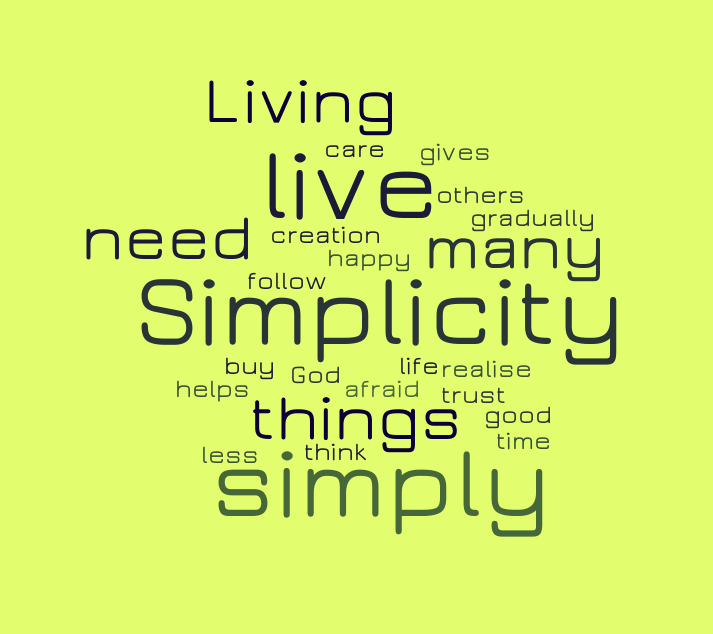 Living
care gives
live others
gradually
need creation many
happy
follow
Simplicity
buy God life realise
helps afraid trust
things good
time
less think
simply